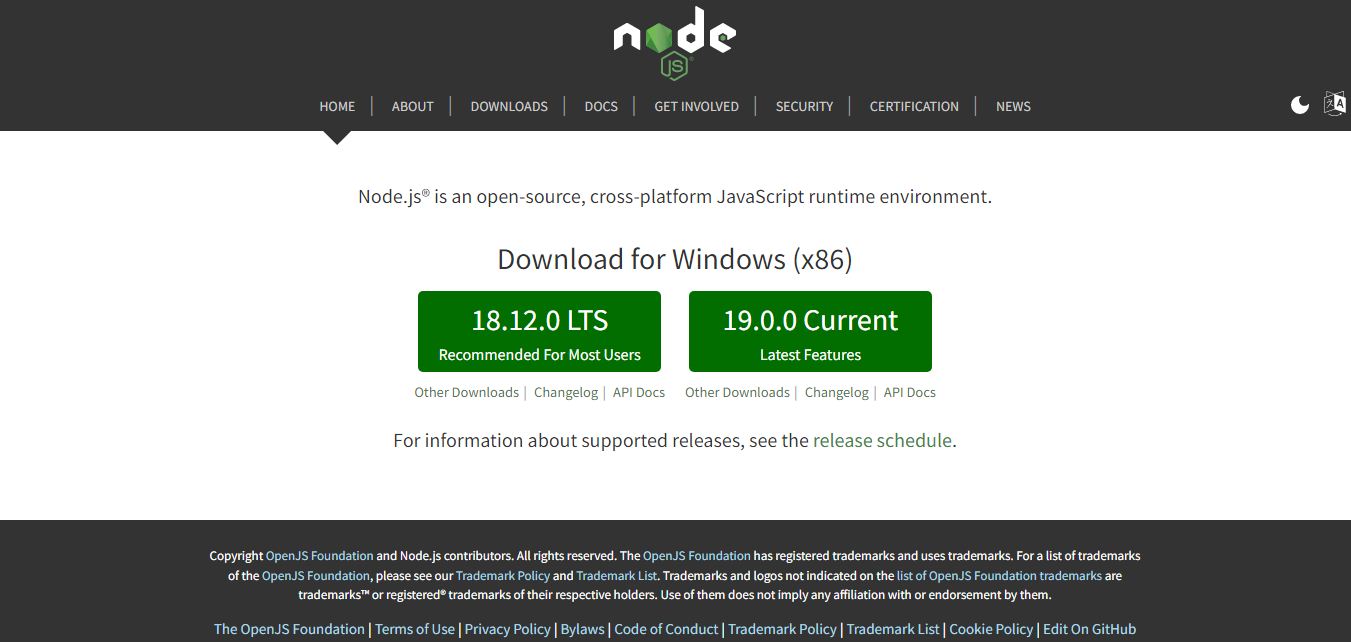 node
JS
HOME | ABOUT | DOWNLOADS | DOCS | GET INVOLVED | SECURITY | CERTIFICATION | NEWS
Node.js® is an open-source, cross-platform JavaScript runtime environment.
Download for Windows (x86)
18.12.0 LTS
Recommended For Most Users
Other Downloads | Changelog | API Docs
19.0.0 Current
Latest Features
Other Downloads | Changelog | API Docs
For information about supported releases, see the release schedule.
Copyright OpenJS Foundation and Node.js contributors. All rights reserved. The OpenJS Foundation has registered trademarks and uses trademarks. For a list of trademarks
of the OpenJS Foundation, please see our Trademark Policy and Trademark List. Trademarks and logos not indicated on the list of OpenJS Foundation trademarks are
trademarks™ or registered® trademarks of their respective holders. Use of them does not imply any affiliation with or endorsement by them.
The OpenJS Foundation | Terms of Use | Privacy Policy | Bylaws | Code of Conduct | Trademark Policy | Trademark List | Cookie Policy | Edit On GitHub